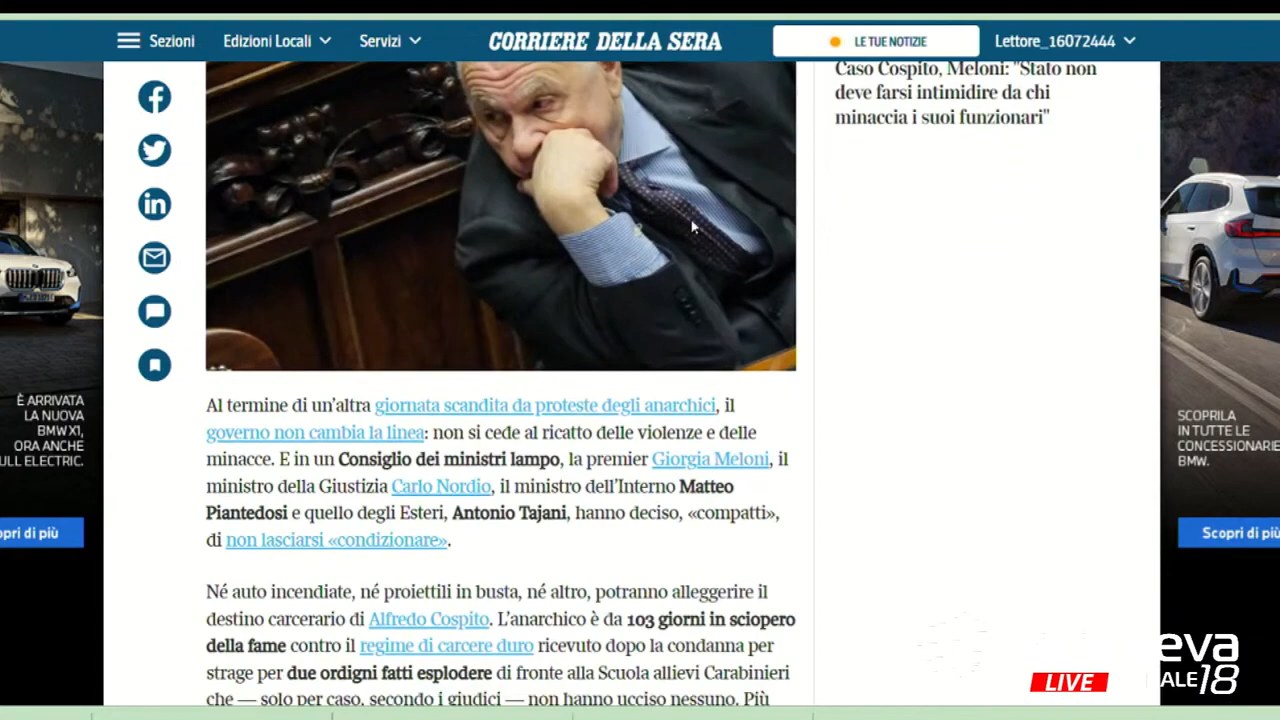 Sezioni
Edizioni Locali
Servizi
CORRIERE DELLA SERA
LE TUE NOTIZIE
Lettore_16072444
Caso Cospito, Meloni: "Stato non
deve farsi intimidire da chi
minaccia i suoi funzionari"
È ARRIVATA
LA NUOVA
BMW X1,
ORA ANCHE
ULL ELECTRIC.
opri di più
SCOPRILA
IN TUTTE LE
CONCESSIONARIE
BMW.
Scopri di più
Al termine di un'altra giornata scandita da proteste degli anarchici, il
governo non cambia la linea: non si cede al ricatto delle violenze e delle
minacce. E in un Consiglio dei ministri lampo, la premier Giorgia Meloni, il
ministro della Giustizia Carlo Nordio, il ministro dell'Interno Matteo
Piantedosi e quello degli Esteri, Antonio Tajani, hanno deciso, «compatti»,
di non lasciarsi «condizionare».
Né auto incendiate, né proiettili in busta, né altro, potranno alleggerire il
destino carcerario di Alfredo Cospito. L'anarchico è da 103 giorni in sciopero
della fame contro il regime di carcere duro ricevuto dopo la condanna per
strage per due ordigni fatti esplodere di fronte alla Scuola allievi Carabinieri
che — solo per caso, secondo i giudici — non hanno ucciso nessuno. Più
eva
LIVE
ALE 18